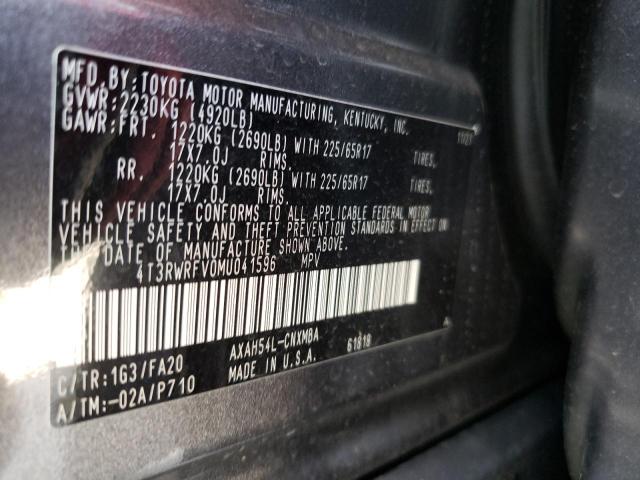 MFD. BY: TOYOTA MOTOR MANUFACTURING, KENTUCKY, INC.
GVWR: 2230KG (4920LB)
GAWR: FRT. 1220KG (2690LB) WITH 225/65R17 TIRES,
17X7.0J RIMS.
RR. 1220KG (2690LB) WITH 225/65R17 TIRES,
17X7.0J RIMS.
THIS VEHICLE CONFORMS TO ALL APPLICABLE FEDERAL MOTOR
VEHICLE SAFETY AND THEFT PREVENTION STANDARDS IN EFFECT ON
THE DATE OF MANUFACTURE SHOWN ABOVE.
4T3RWRFV0MU041596 MPV
C/TR: 1G3/FA20 AXAH54L-CNXMBA 61818 A
A/TM: -02A/P710 MADE IN U.S.A.